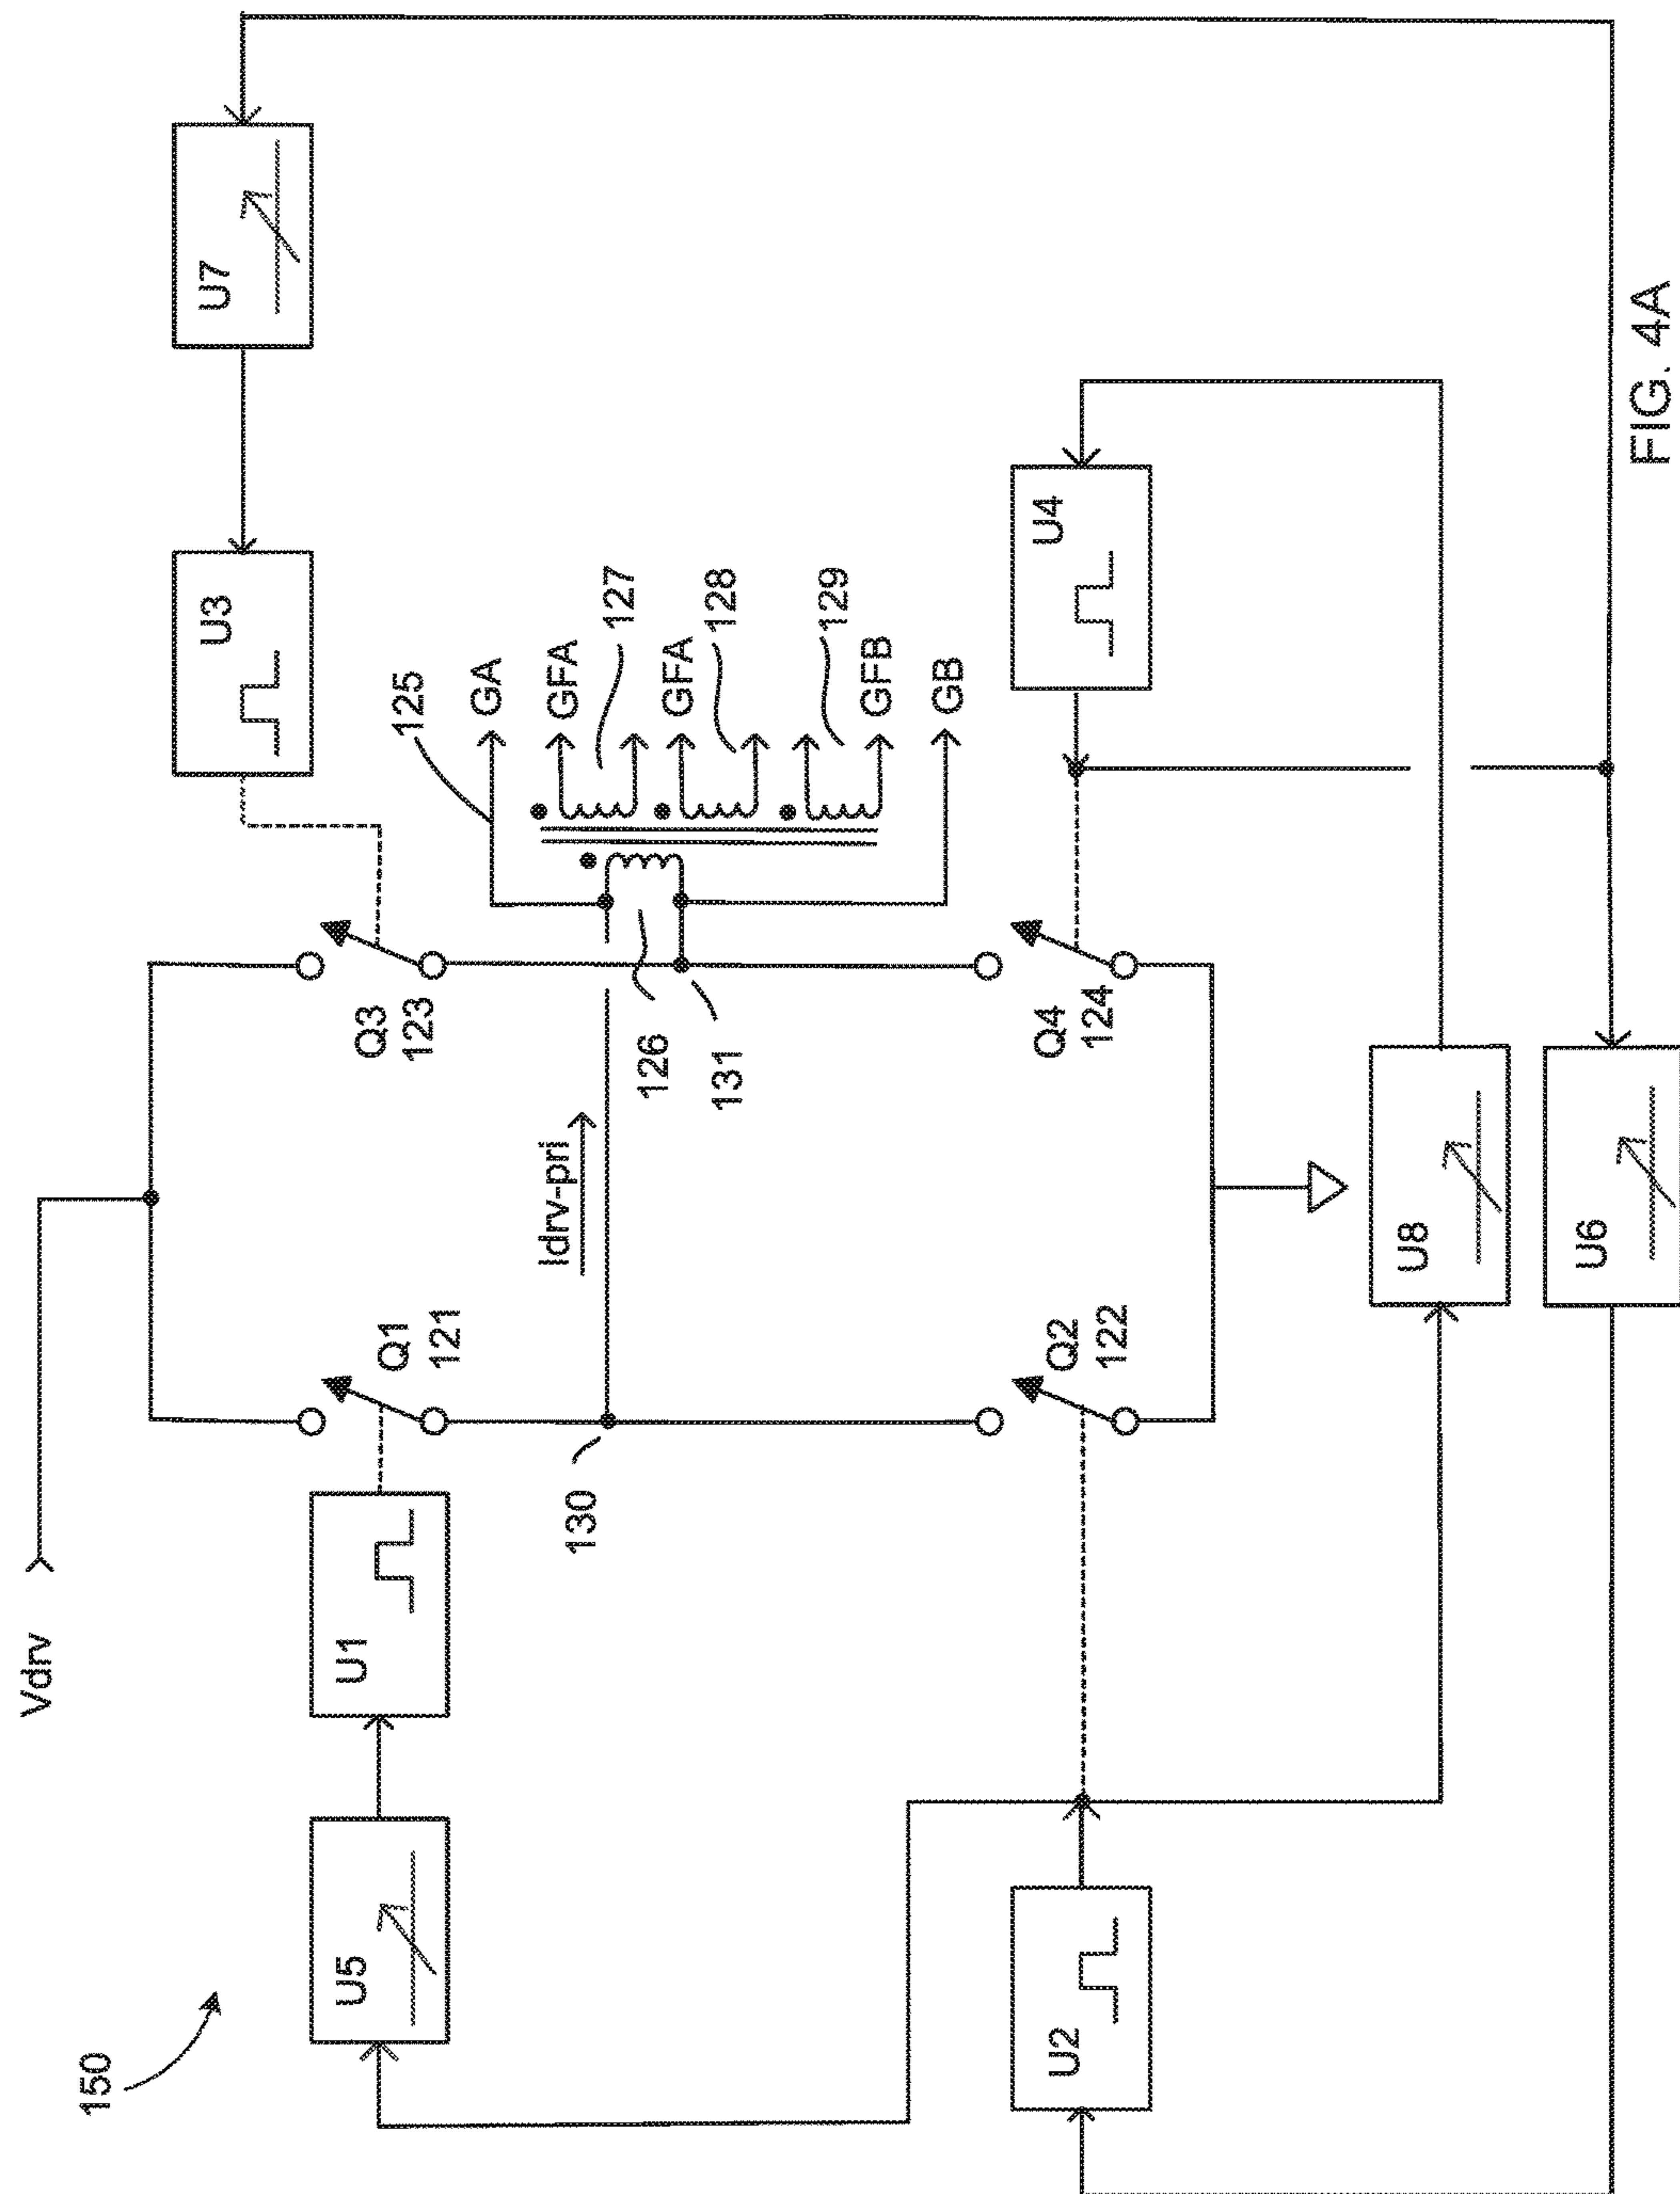 150
Vdrv
U5
U1
Q1
121
Q3
123
U3
U7
130
Idrv-pri
126
131
125
GA
GFA
127
GFA
128
129
GFB
GB
U2
Q2
122
Q4
124
U4
U8
U6
FIG. 4A